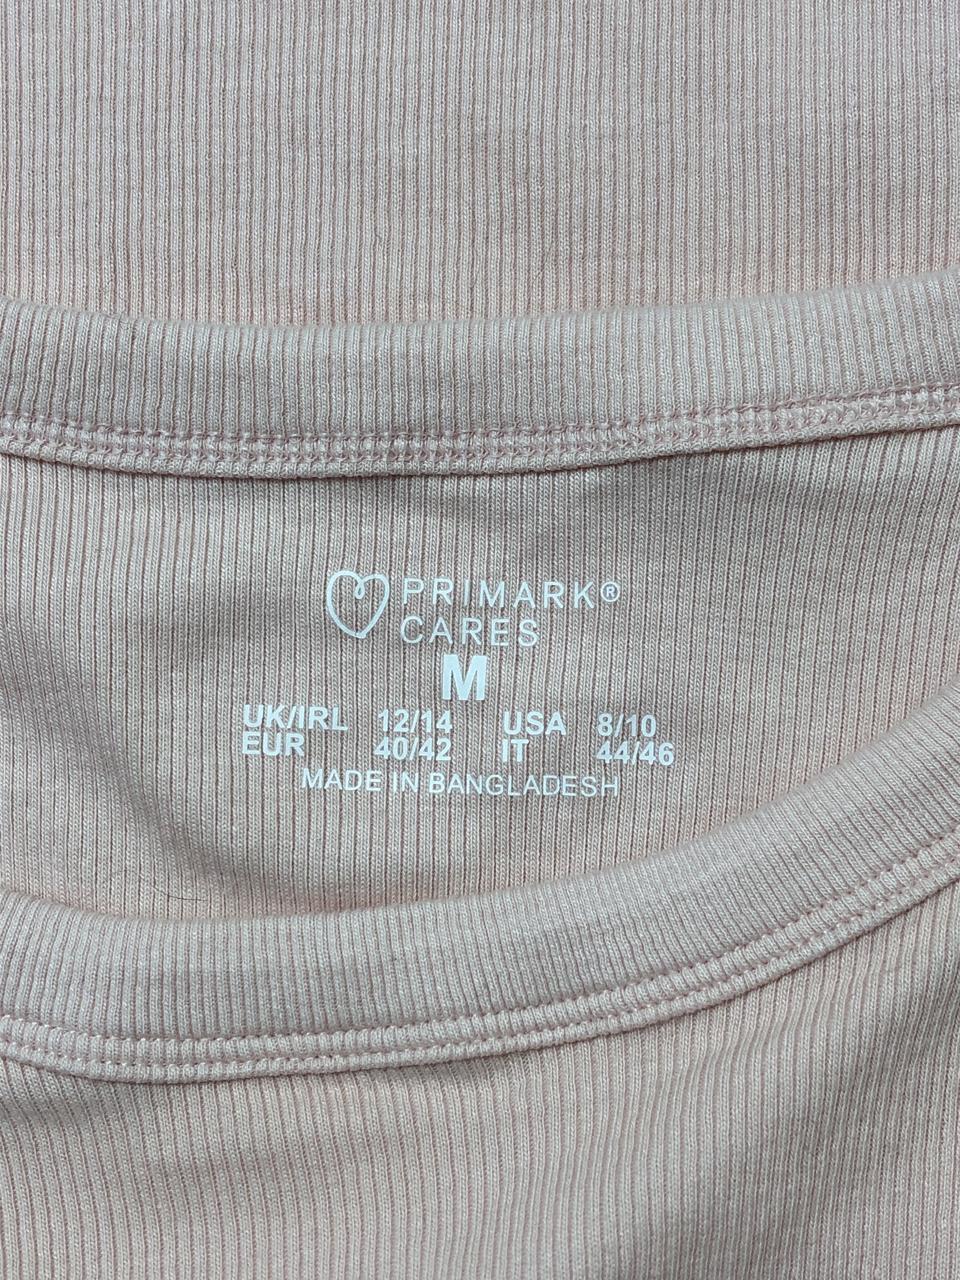 PRIMARK®
CARES
M
UK/IRL 12/14 USA 8/10
EUR 40/42 IT 44/46
MADE IN BANGLADESH